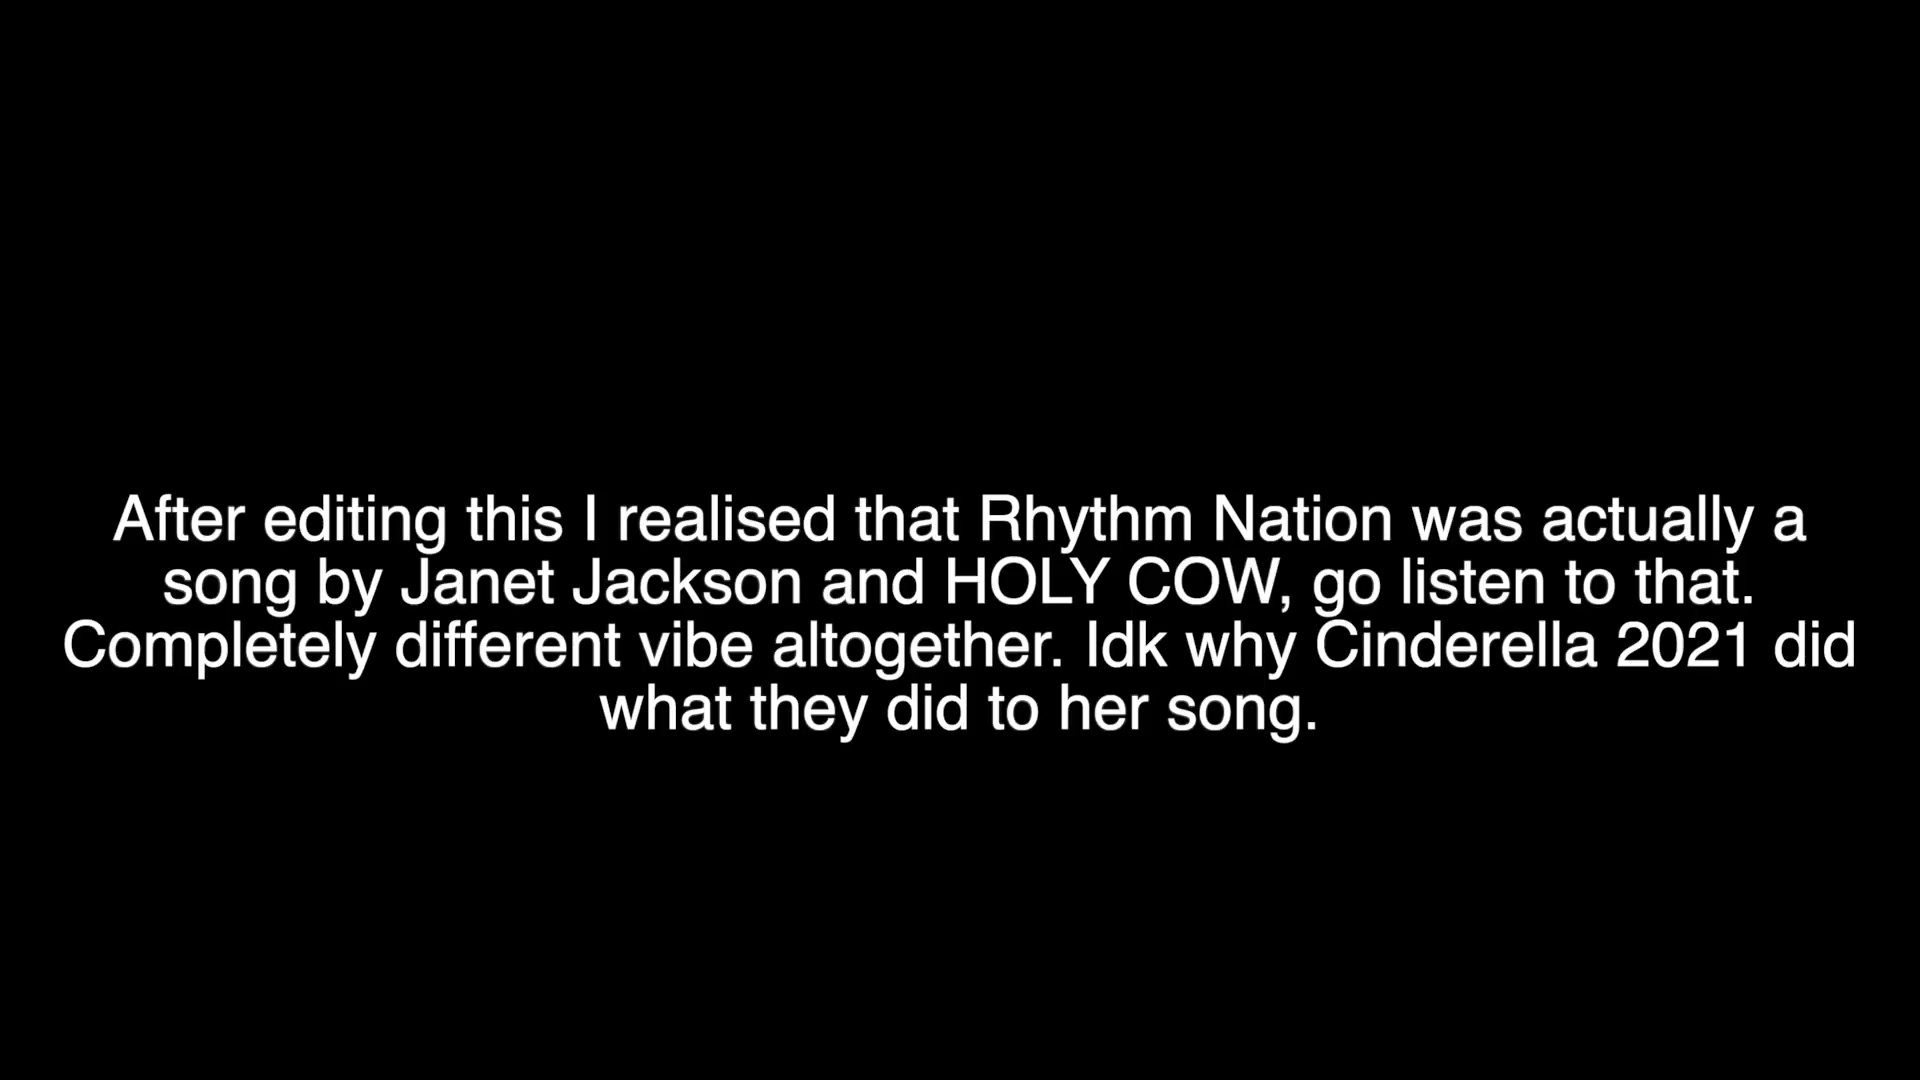 After editing this I realised that Rhythm Nation was actually a
song by Janet Jackson and HOLY COW, go listen to that.
Completely different vibe altogether. Idk why Cinderella 2021 did
what they did to her song.